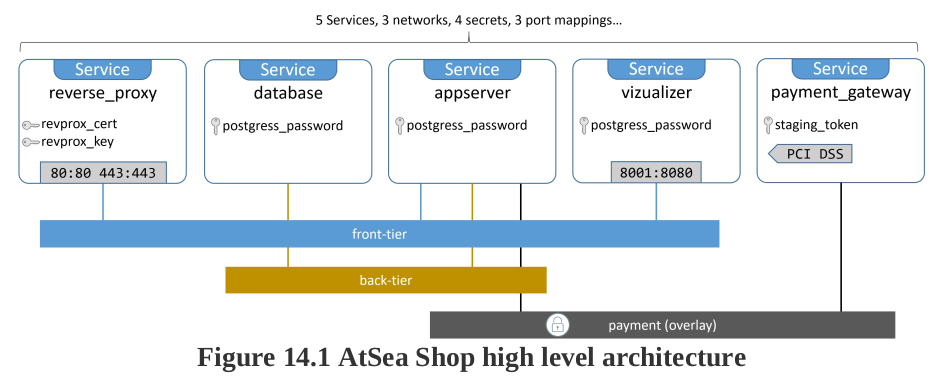 5 Services, 3 networks, 4 secrets, 3 port mappings...
Service
reverse_proxy
revprox_cert
revprox_key
80:80 443:443
Service
database
postgress_password
Service
appserver
postgress_password
Service
vizualizer
postgress_password
8001:8080
Service
payment_gateway
staging_token
PCI DSS
front-tier
back-tier
payment (overlay)
Figure 14.1 AtSea Shop high level architecture